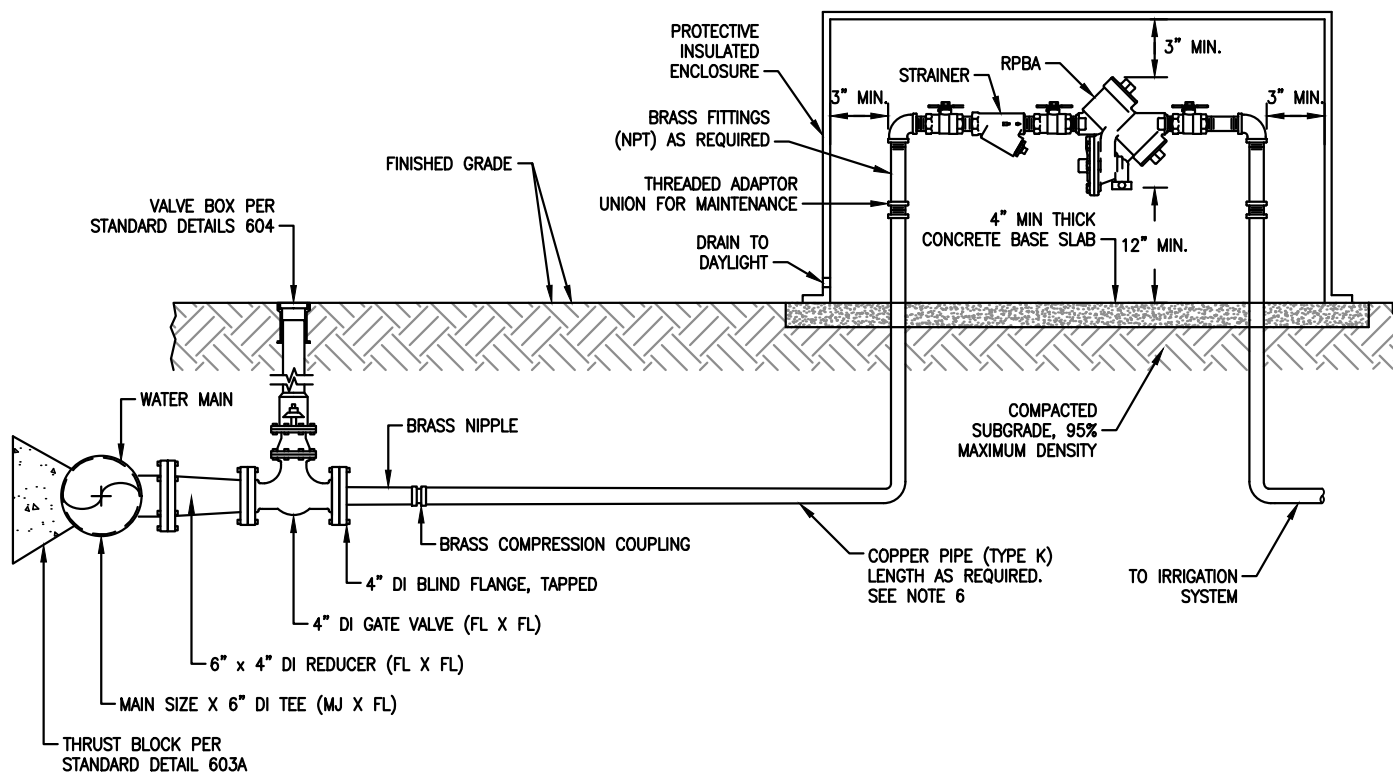 PROTECTIVE
INSULATED
ENCLOSURE
3” MIN.
RPBA
STRAINER
3” MIN.
3” MIN.
BRASS FITTINGS
(NPT) AS REQUIRED
FINISHED GRADE
THREADED ADAPTOR
UNION FOR MAINTENANCE
VALVE BOX PER
STANDARD DETAILS 604
4” MIN THICK
CONCRETE BASE SLAB
12” MIN.
DRAIN TO
DAYLIGHT
WATER MAIN
BRASS NIPPLE
COMPACTED
SUBGRADE, 95%
MAXIMUM DENSITY
BRASS COMPRESSION COUPLING
COPPER PIPE (TYPE K)
LENGTH AS REQUIRED.
SEE NOTE 6
TO IRRIGATION
SYSTEM
4” DI BLIND FLANGE, TAPPED
4” DI GATE VALVE (FL X FL)
6” x 4” DI REDUCER (FL X FL)
MAIN SIZE X 6” DI TEE (MJ X FL)
THRUST BLOCK PER
STANDARD DETAIL 603A